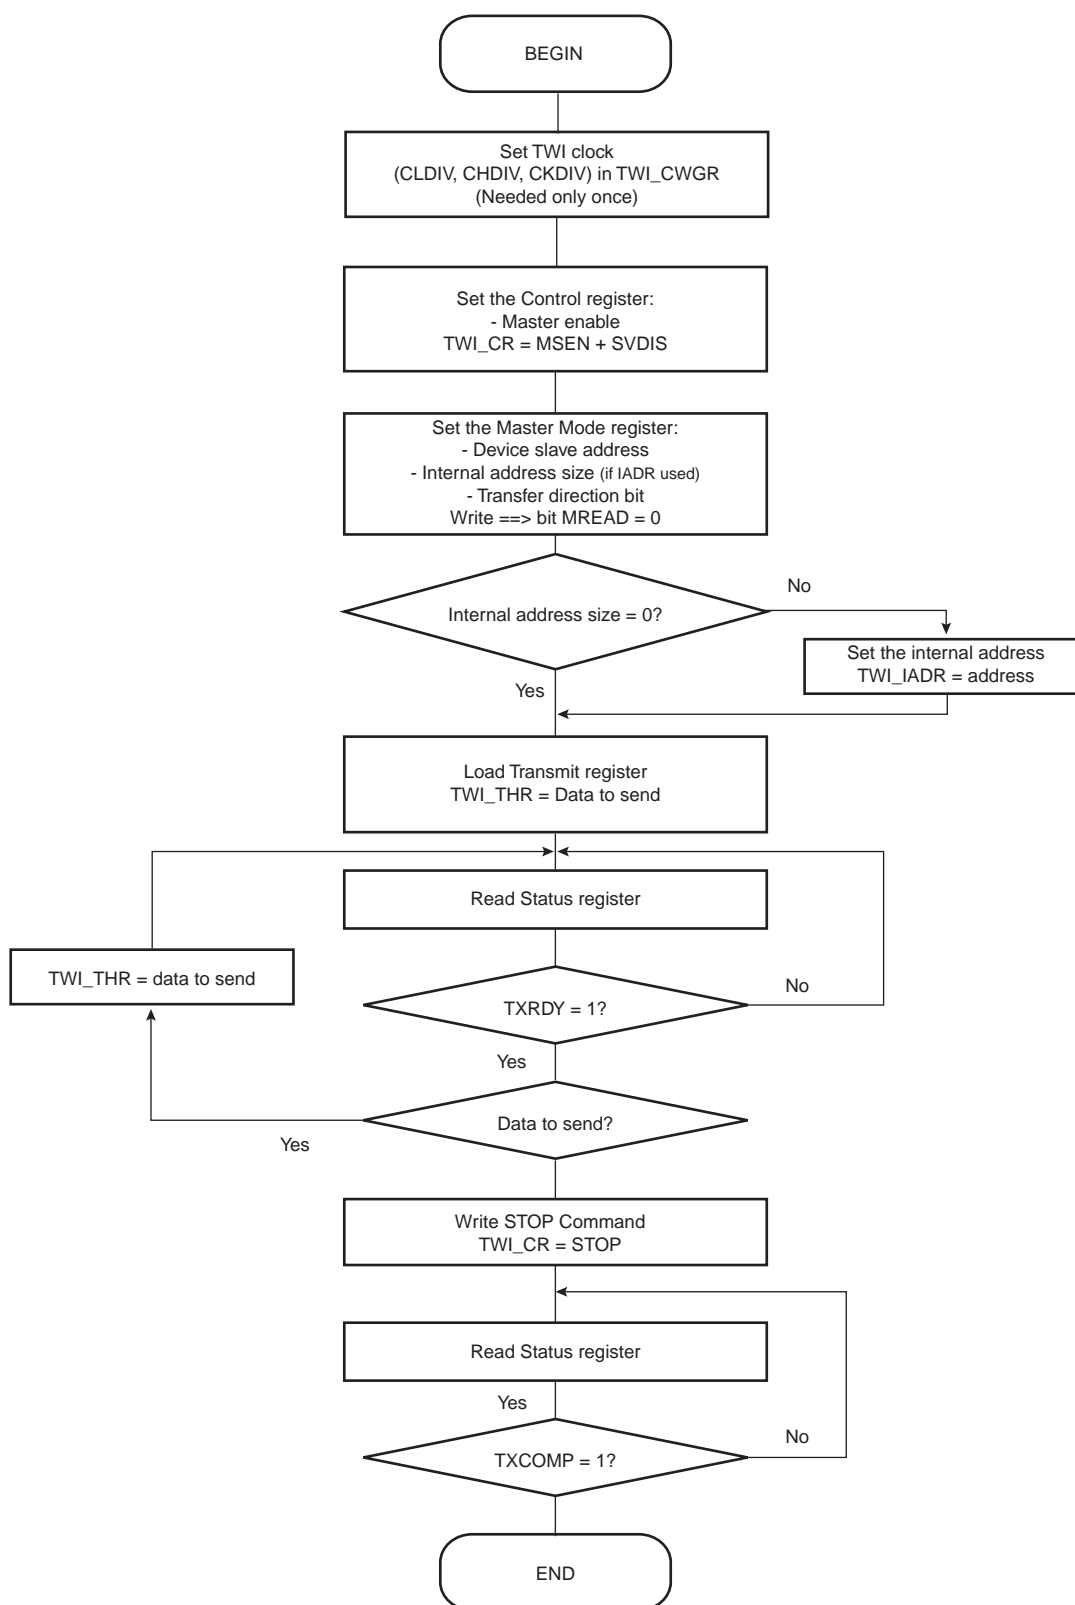 BEGIN
Set TWI clock
(CLDIV, CHDIV, CKDIV) in TWI_CWGR
(Needed only once)
Set the Control register:
- Master enable
TWI_CR = MSEN + SVDIS
Set the Master Mode register:
- Device slave address
- Internal address size (if IADR used)
- Transfer direction bit
Write ==> bit MREAD = 0
No
Internal address size = 0?
Set the internal address
TWI_IADR = address
Yes
Load Transmit register
TWI_THR = Data to send
Read Status register
TWI_THR = data to send
No
TXRDY = 1?
Yes
Data to send?
Yes
Write STOP Command
TWI_CR = STOP
Read Status register
Yes
No
TXCOMP = 1?
END